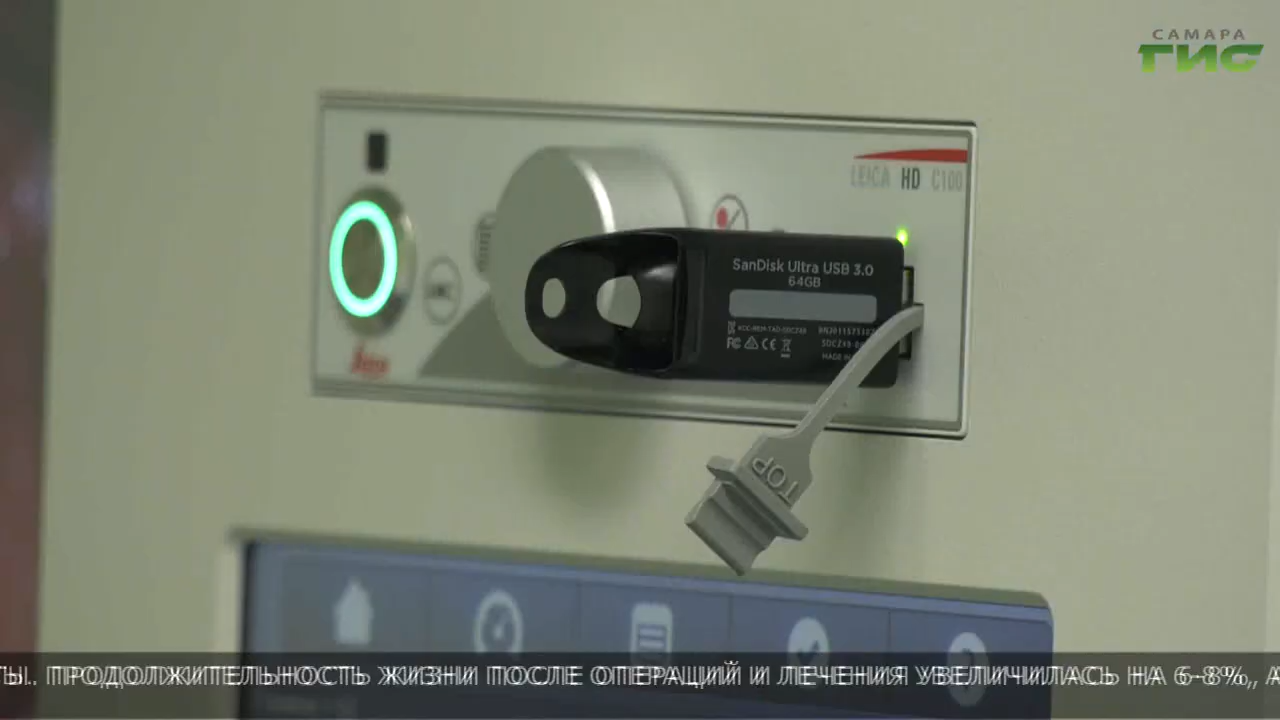 САМАРА
ГИС
LEICA HD C100
SanDisk Ultra USB 3.0
64GB
TOP
Leica
ПРОДОЛЖИТЕЛЬНОСТЬ ЖИЗНИ ПОСЛЕ ОПЕРАЦИЙ И ЛЕЧЕНИЯ УВЕЛИЧИЛАСЬ НА 6-8%,